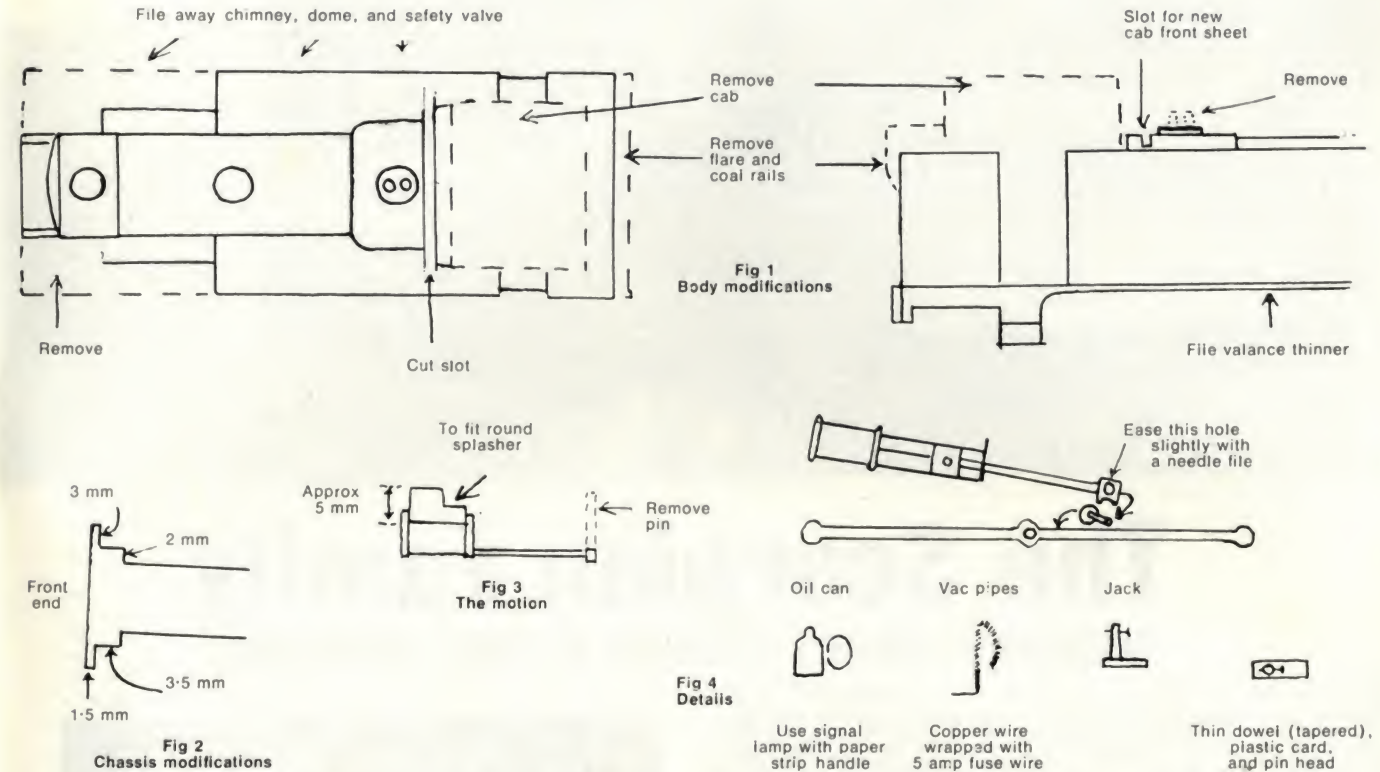 File away chimney, dome, and safety valve
Remove
cab
Remove
flare and
coal rails
Remove
Cut slot
Slot for new
cab front sheet
Remove
Fig 1
Body modifications
File valance thinner
3 mm
2 mm
Front
end
3·5 mm
1·5 mm
Fig 2
Chassis modifications
To fit round
splasher
Approx
5 mm
Remove
pin
Fig 3
The motion
Ease this hole
slightly with
a needle file
Oil can
Vac pipes
Jack
Fig 4
Details
Use signal
lamp with paper
strip handle
Copper wire
wrapped with
5 amp fuse wire
Thin dowel (tapered),
plastic card,
and pin head